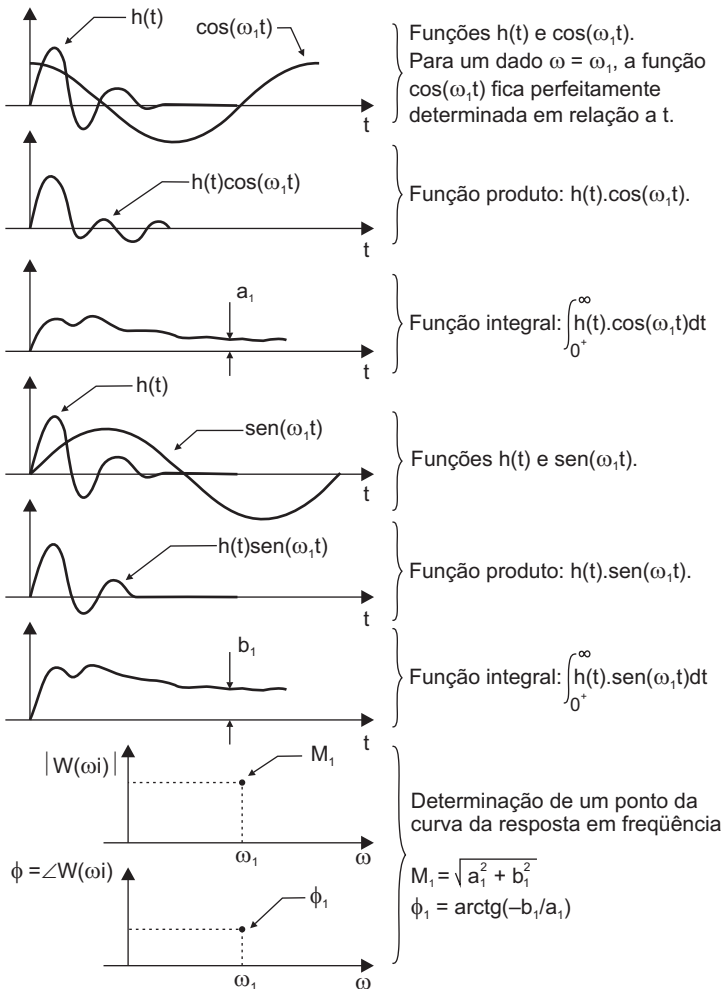 h(t)
cos(ω₁t)
t
Funções h(t) e cos(ω₁t).
Para um dado ω = ω₁, a função
cos(ω₁t) fica perfeitamente
determinada em relação a t.
h(t)cos(ω₁t)
t
Função produto: h(t).cos(ω₁t).
a₁
t
Função integral: ∫₀₊^∞ h(t).cos(ω₁t)dt
h(t)
sen(ω₁t)
t
Funções h(t) e sen(ω₁t).
h(t)sen(ω₁t)
t
Função produto: h(t).sen(ω₁t).
b₁
t
Função integral: ∫₀₊^∞ h(t).sen(ω₁t)dt
|W(ωi)|
M₁
ω₁
ω
ϕ =∠W(ωi)
ϕ₁
ω₁
ω
Determinação de um ponto da
curva da resposta em freqüência
M₁ = √(a₁² + b₁²)
ϕ₁ = arctg(–b₁/a₁)